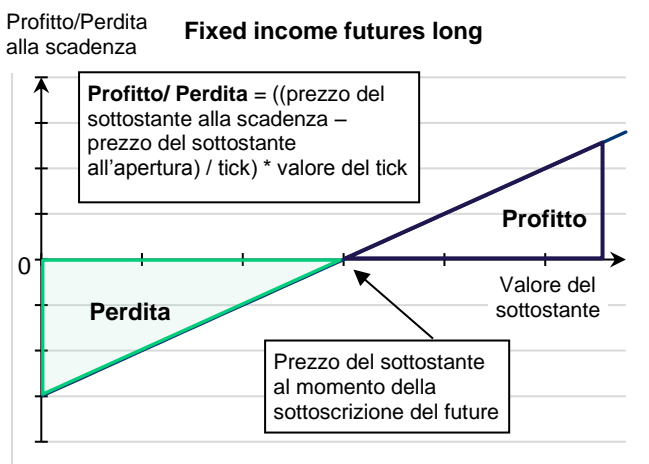 Profitto/Perdita
alla scadenza
Fixed income futures long
Profitto/ Perdita = ((prezzo del
sottostante alla scadenza –
prezzo del sottostante
all'apertura) / tick) * valore del tick
Profitto
0
Valore del
sottostante
Perdita
Prezzo del sottostante
al momento della
sottoscrizione del future